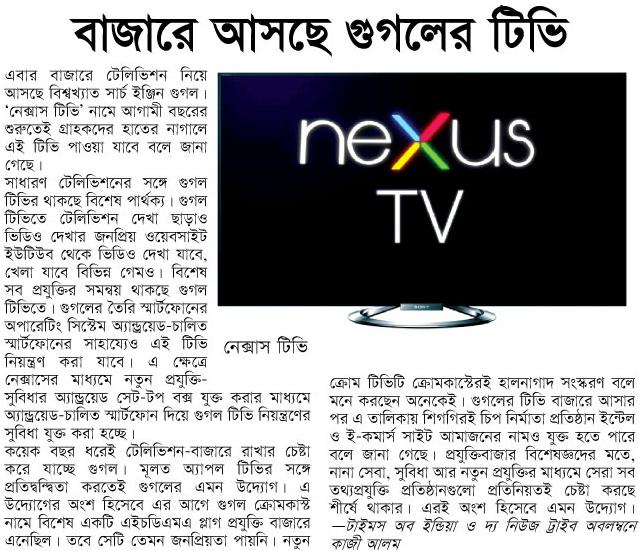 বাজারে আসছে গুগলের টিভি
এবার বাজারে টেলিভিশন নিয়ে
আসছে বিশ্বখ্যাত সার্চ ইঞ্জিন গুগল।
‘নেক্সাস টিভি’ নামে আগামী বছরের
শুরুতেই গ্রাহকদের হাতের নাগালে
এই টিভি পাওয়া যাবে বলে জানা
গেছে।
সাধারণ টেলিভিশনের সঙ্গে গুগল
টিভির থাকছে বিশেষ পার্থক্য। গুগল
টিভিতে টেলিভিশন দেখা ছাড়াও
ভিডিও দেখার জনপ্রিয় ওয়েবসাইট
ইউটিউব থেকে ভিডিও দেখা যাবে,
খেলা যাবে বিভিন্ন গেমও। বিশেষ
সব প্রযুক্তির সমন্বয় থাকছে গুগল
টিভিতে। গুগলের তৈরি স্মার্টফোনের
অপারেটিং সিস্টেম অ্যান্ড্রয়েড-চালিত
স্মার্টফোনের সাহায্যেও এই টিভি
নিয়ন্ত্রণ করা যাবে। এ ক্ষেত্রে
নেক্সাসের মাধ্যমে নতুন প্রযুক্তি-
সুবিধার অ্যান্ড্রয়েড সেট-টপ বক্স যুক্ত করার মাধ্যমে
অ্যান্ড্রয়েড-চালিত স্মার্টফোন দিয়ে গুগল টিভি নিয়ন্ত্রণের
সুবিধা যুক্ত করা হচ্ছে।
কয়েক বছর ধরেই টেলিভিশন-বাজারে রাখার চেষ্টা
করে যাচ্ছে গুগল। মূলত অ্যাপল টিভির সঙ্গে
প্রতিদ্বন্দ্বিতা করতেই গুগলের এমন উদ্যোগ। এ
উদ্যোগের অংশ হিসেবে এর আগে গুগল ক্রোমকাস্ট
নামে বিশেষ একটি এইচডিএমএ প্লাগ প্রযুক্তি বাজারে
এনেছিল। তবে সেটি তেমন জনপ্রিয়তা পায়নি। নতুন
nexus
TV
SONY
নেক্সাস টিভি
ক্রোম টিভিটি ক্রোমকাস্টেরই হালনাগাদ সংস্করণ বলে
মনে করছেন অনেকেই। গুগলের টিভি বাজারে আসার
পর এ তালিকায় শিগগিরই চিপ নির্মাতা প্রতিষ্ঠান ইন্টেল
ও ই-কমার্স সাইট আমাজনের নামও যুক্ত হতে পারে
বলে জানা গেছে। প্রযুক্তিবাজার বিশেষজ্ঞদের মতে,
নানা সেবা, সুবিধা আর নতুন প্রযুক্তির মাধ্যমে সেরা সব
তথ্যপ্রযুক্তি প্রতিষ্ঠানগুলো প্রতিনিয়তই চেষ্টা করছে
শীর্ষে থাকার। এরই অংশ হিসেবে এমন উদ্যোগ।
—টাইমস অব ইন্ডিয়া ও দ্য নিউজ ট্রাইব অবলম্বনে
কাজী আলম